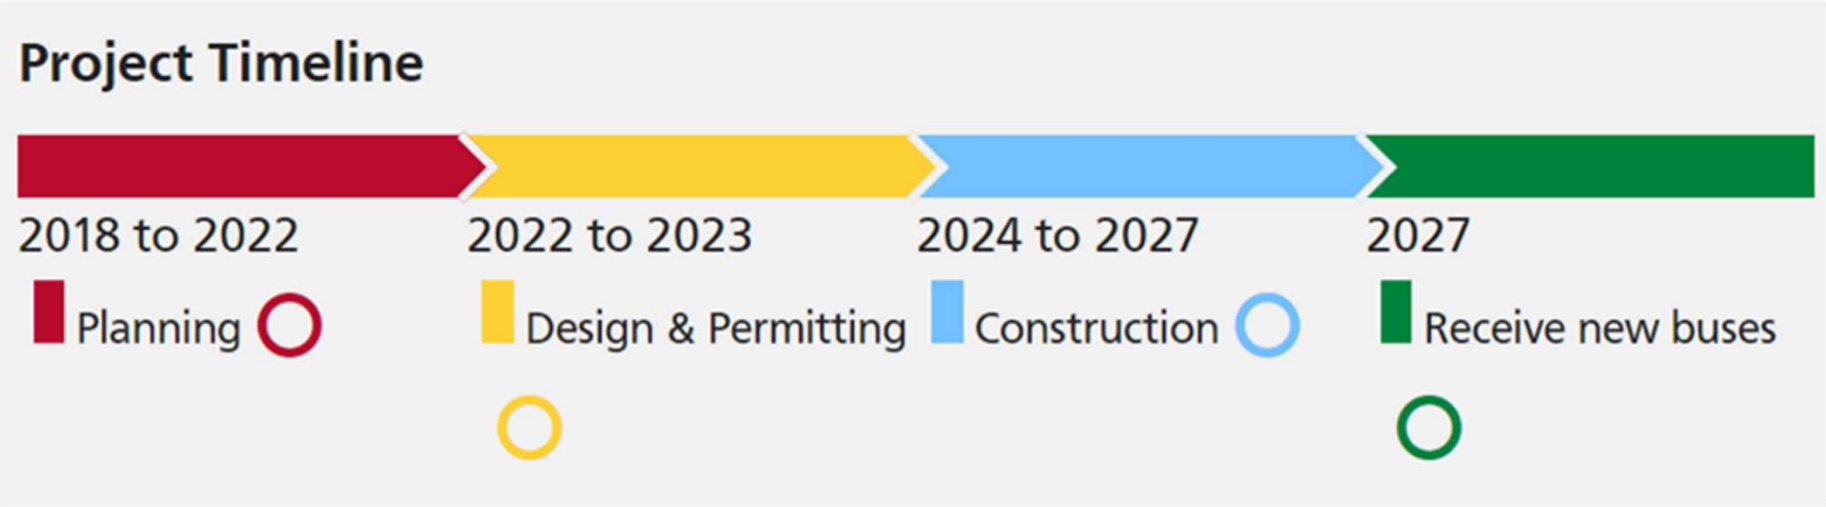 Project Timeline
2018 to 2022
Planning
2022 to 2023
Design & Permitting
2024 to 2027
Construction
2027
Receive new buses